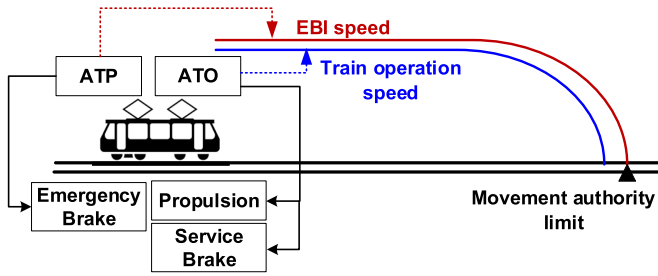 EBI speed
ATP
ATO
Train operation
speed
Emergency
Brake
Propulsion
Service
Brake
Movement authority
limit